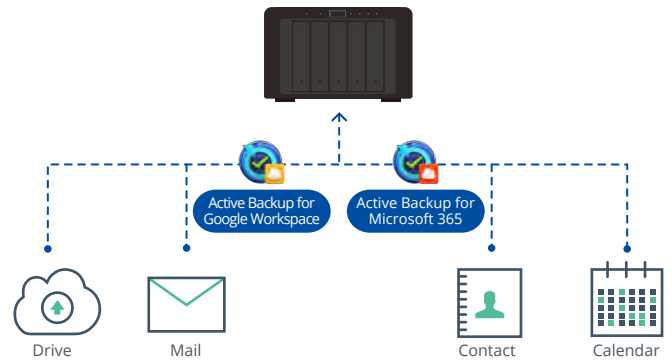 Active Backup for
Google Workspace
Active Backup for
Microsoft 365
Drive
Mail
Contact
Calendar